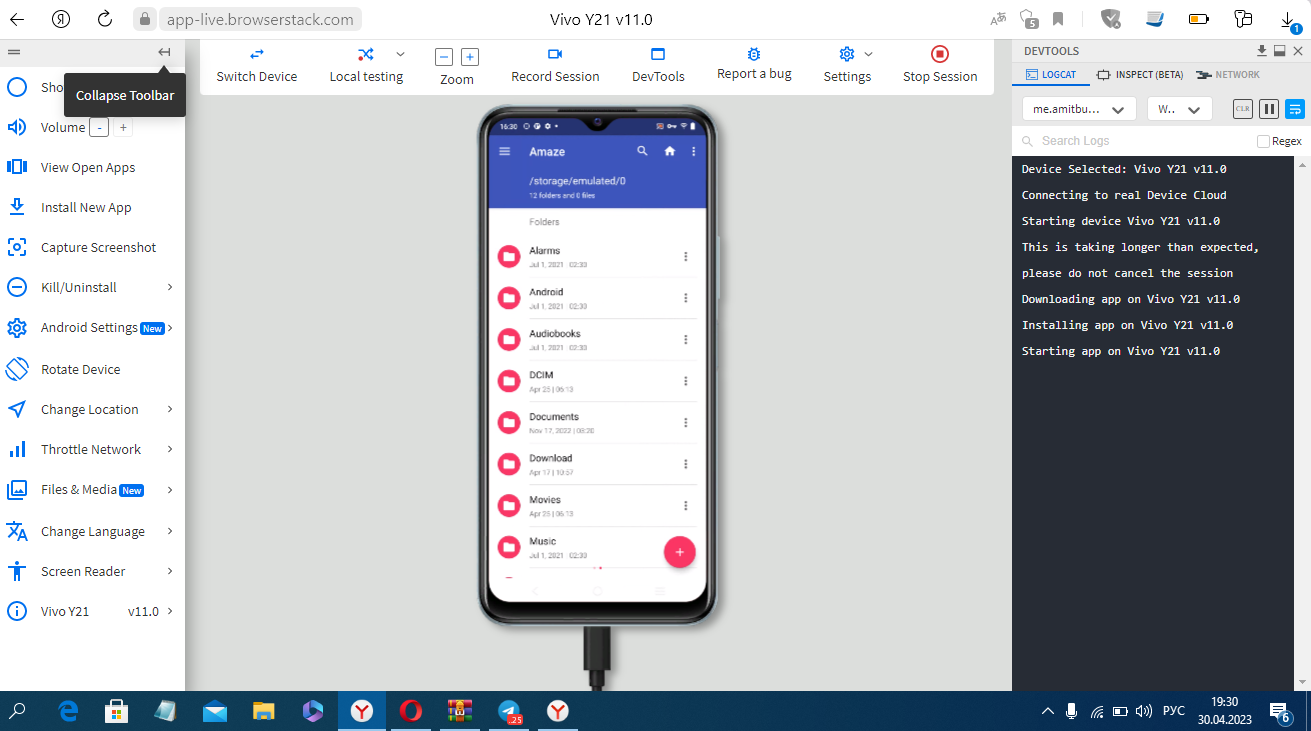 app-live.browserstack.com
Vivo Y21 v11.0
5
1
Switch Device
Local testing
Zoom
Record Session
DevTools
Report a bug
Settings
Stop Session
Sho
Collapse Toolbar
Volume - +
View Open Apps
Install New App
Capture Screenshot
Kill/Uninstall
Android Settings New
Rotate Device
Change Location
Throttle Network
Files & Media New
Change Language
Screen Reader
Vivo Y21 v11.0
16:30
Amaze
/storage/emulated/0
12 folders and 0 files
Folders
Alarms
Jul 1, 2021 02:30
Android
Jul 1, 2021 02:30
Audiobooks
Jul 1, 2021 02:30
DCIM
Apr 25 | 06:13
Documents
Nov 17, 2022 | 08:20
Download
Apr 17 | 10:57
Movies
Apr 25 | 06:13
Music
Jul 1, 2021 02:30
DEVTOOLS
LOGCAT
INSPECT (BETA)
NETWORK
me.amitbu...
W..
CLR
Search Logs
Regex
Device Selected: Vivo Y21 v11.0
Connecting to real Device Cloud
Starting device Vivo Y21 v11.0
This is taking longer than expected,
please do not cancel the session
Downloading app on Vivo Y21 v11.0
Installing app on Vivo Y21 v11.0
Starting app on Vivo Y21 v11.0
25
РУС
19:30
30.04.2023
6